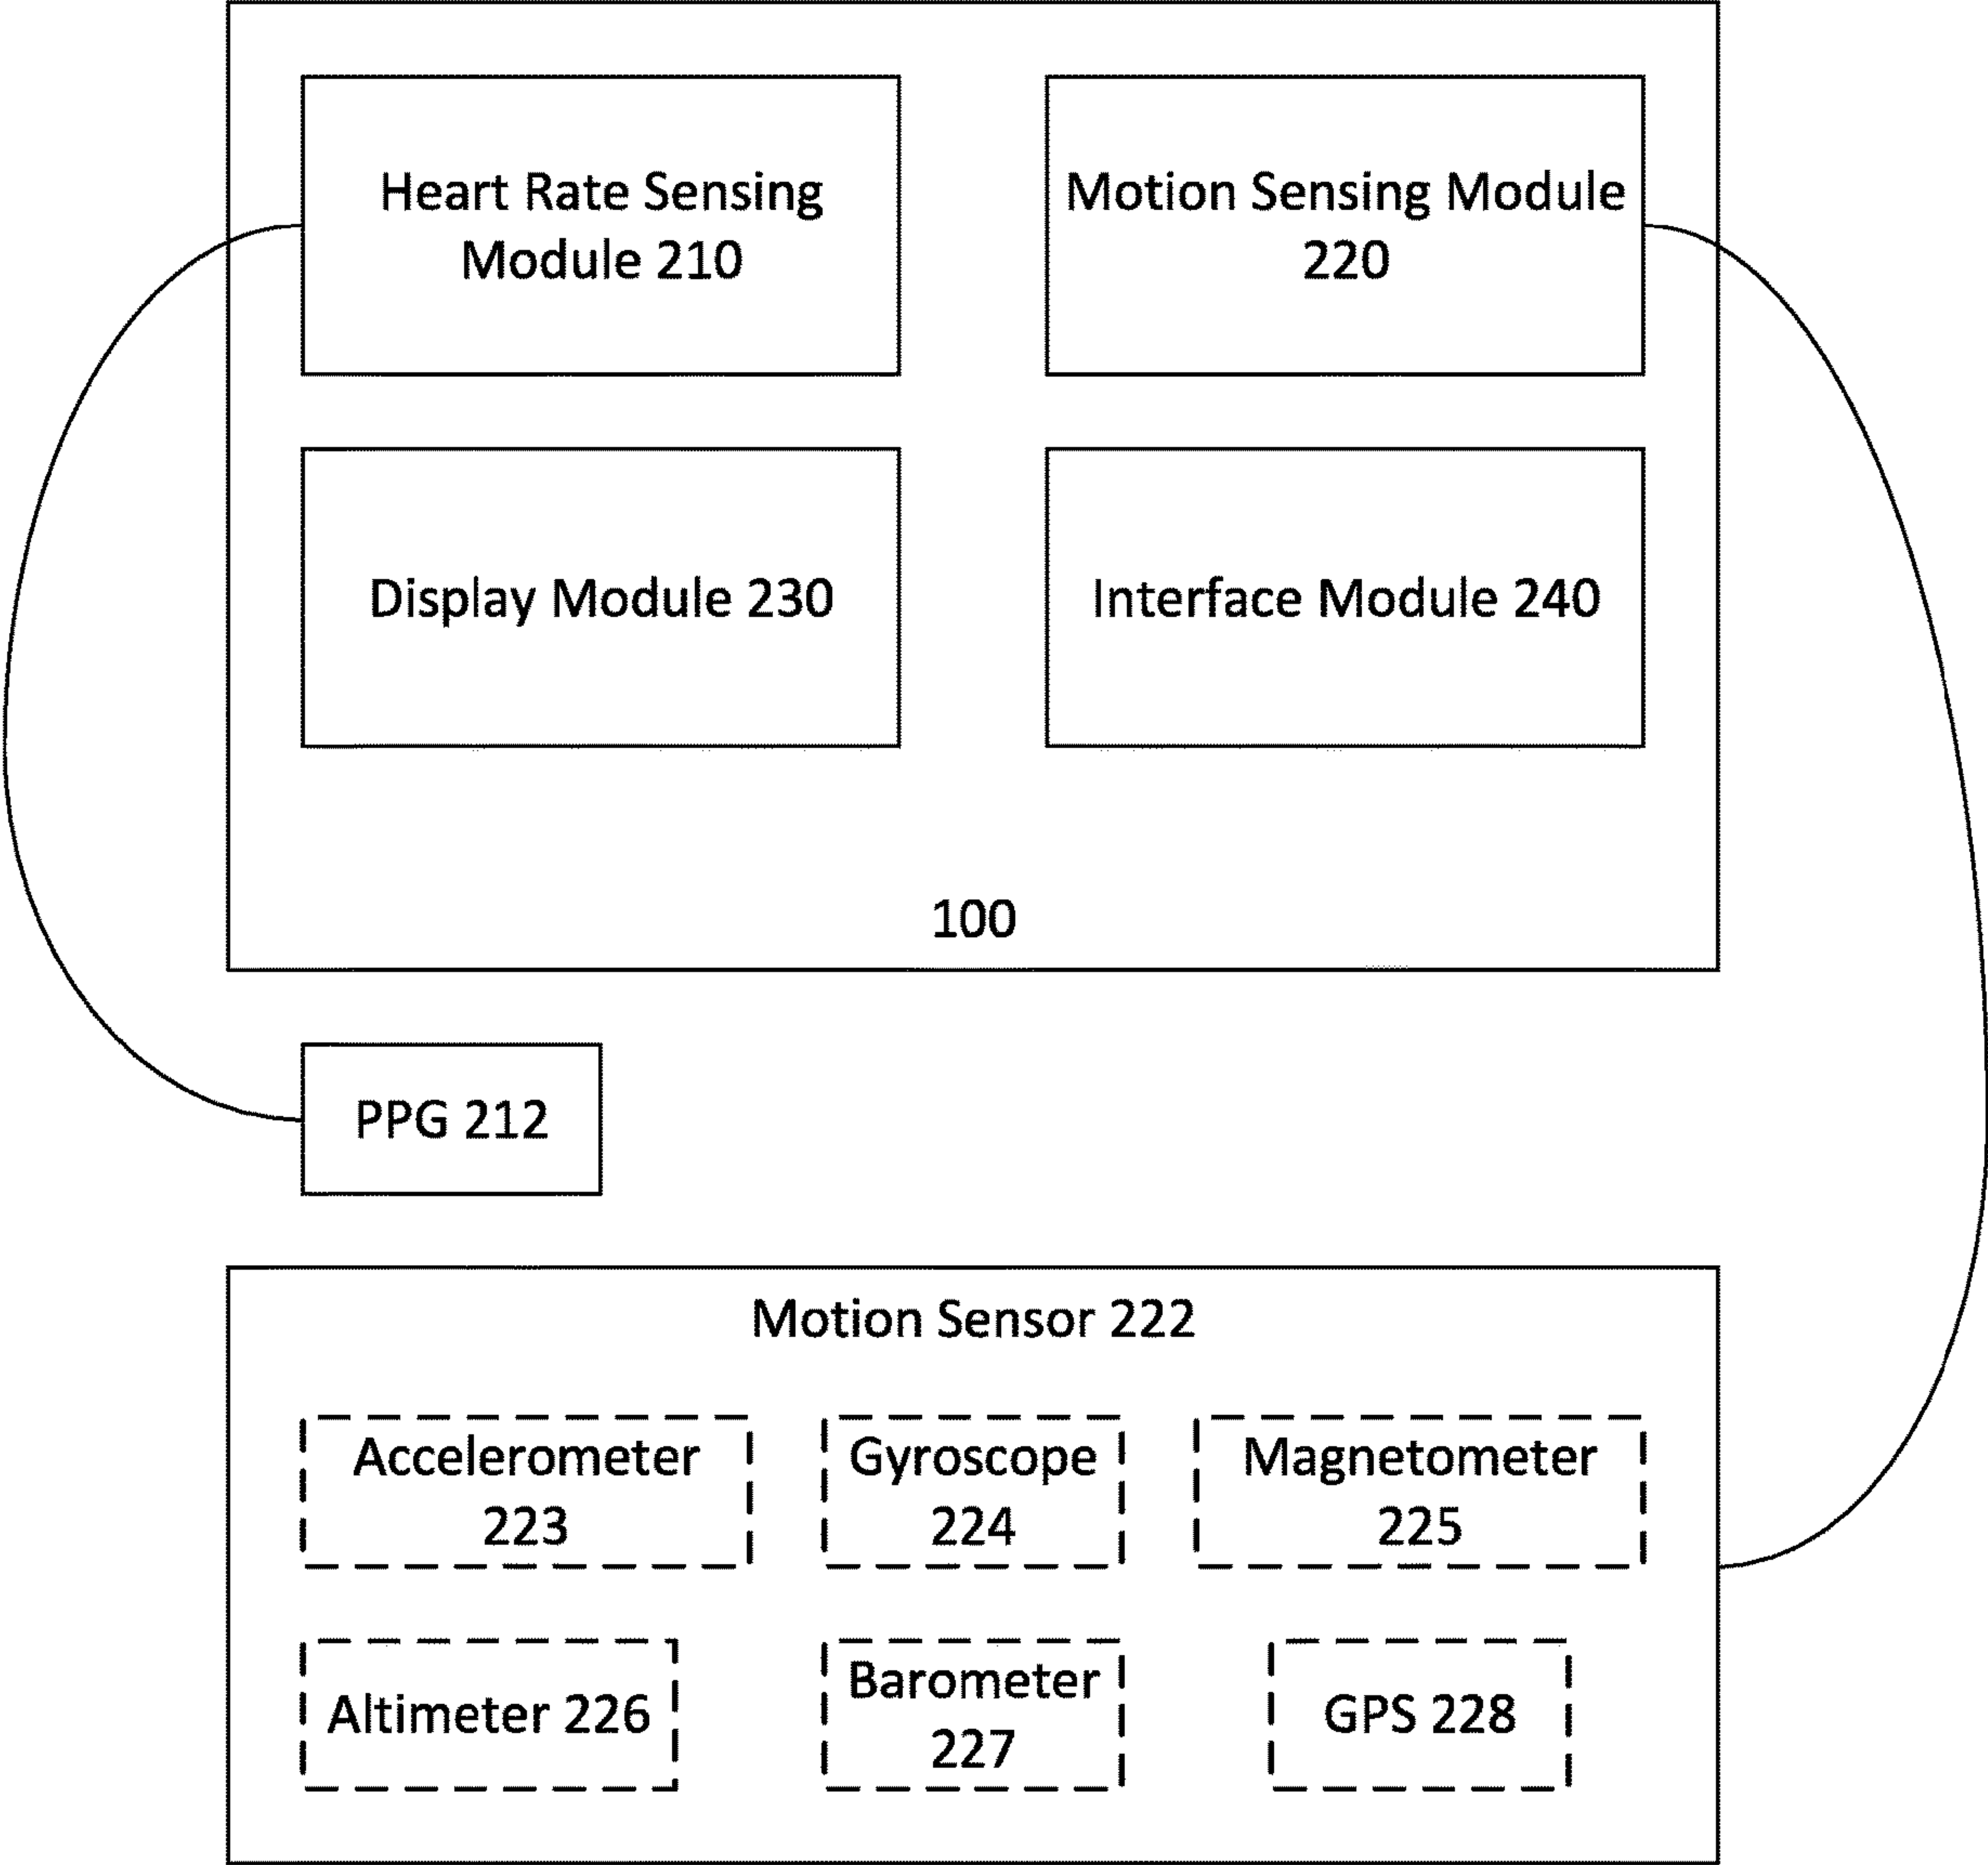 Heart Rate Sensing
Module 210
Motion Sensing Module
220
Display Module 230
Interface Module 240
100
PPG 212
Motion Sensor 222
Accelerometer
223
Gyroscope
224
Magnetometer
225
Altimeter 226
Barometer
227
GPS 228